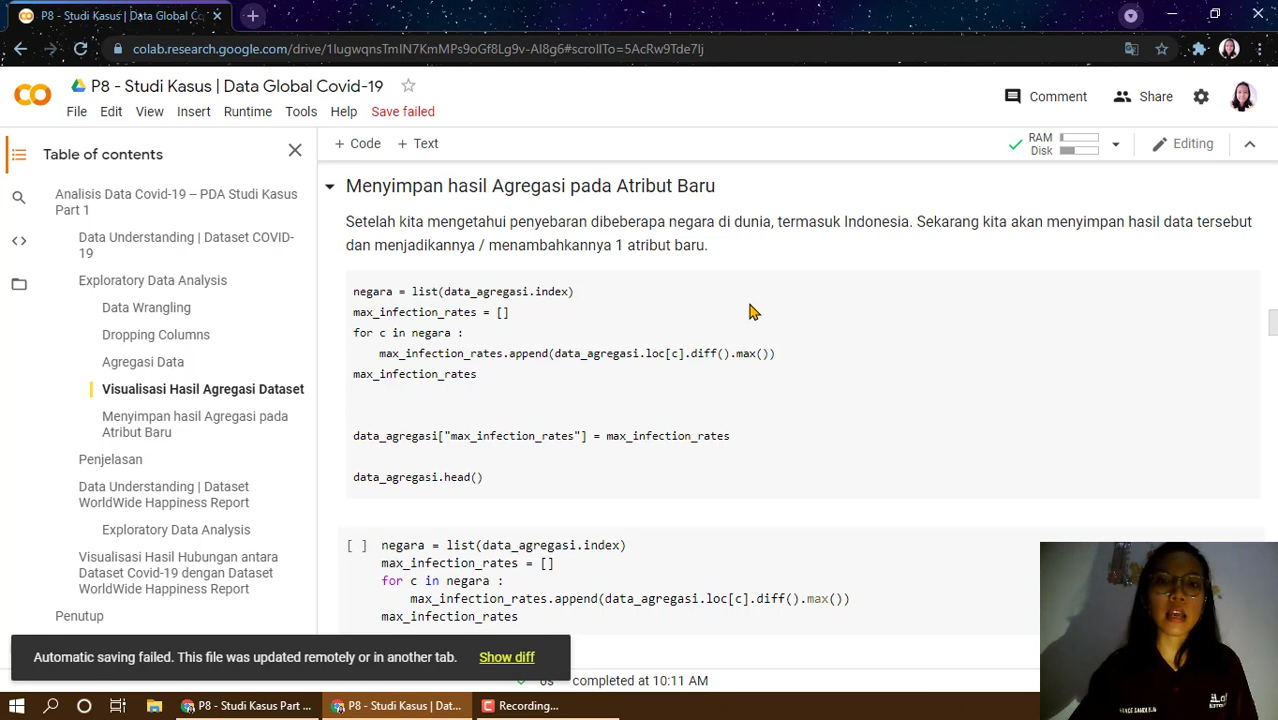 P8 - Studi Kasus | Data Global Co
colab.research.google.com/drive/1lugwqnsTmIN7KmMPs9oGf8Lg9v-AI8g6#scrollTo=5AcRw9Tde7lj
P8 - Studi Kasus | Data Global Covid-19
File Edit View Insert Runtime Tools Help Save failed
Comment Share
Table of contents
+ Code + Text
RAM
Disk
Editing
Analisis Data Covid-19 – PDA Studi Kasus
Part 1
Data Understanding | Dataset COVID-
19
Exploratory Data Analysis
Data Wrangling
Dropping Columns
Agregasi Data
Visualisasi Hasil Agregasi Dataset
Menyimpan hasil Agregasi pada
Atribut Baru
Penjelasan
Data Understanding | Dataset
WorldWide Happiness Report
Exploratory Data Analysis
Visualisasi Hasil Hubungan antara
Dataset Covid-19 dengan Dataset
WorldWide Happiness Report
Penutup
Menyimpan hasil Agregasi pada Atribut Baru
Setelah kita mengetahui penyebaran dibeberapa negara di dunia, termasuk Indonesia. Sekarang kita akan menyimpan hasil data tersebut
dan menjadikannya / menambahkannya 1 atribut baru.
negara = list(data_agregasi.index)
max_infection_rates = []
for c in negara :
max_infection_rates.append(data_agregasi.loc[c].diff().max())
max_infection_rates
data_agregasi["max_infection_rates"] = max_infection_rates
data_agregasi.head()
[ ] negara = list(data_agregasi.index)
max_infection_rates = []
for c in negara :
max_infection_rates.append(data_agregasi.loc[c].diff().max())
max_infection_rates
Automatic saving failed. This file was updated remotely or in another tab. Show diff
0s completed at 10:11 AM
P8 - Studi Kasus Part ...
P8 - Studi Kasus | Dat...
Recording...